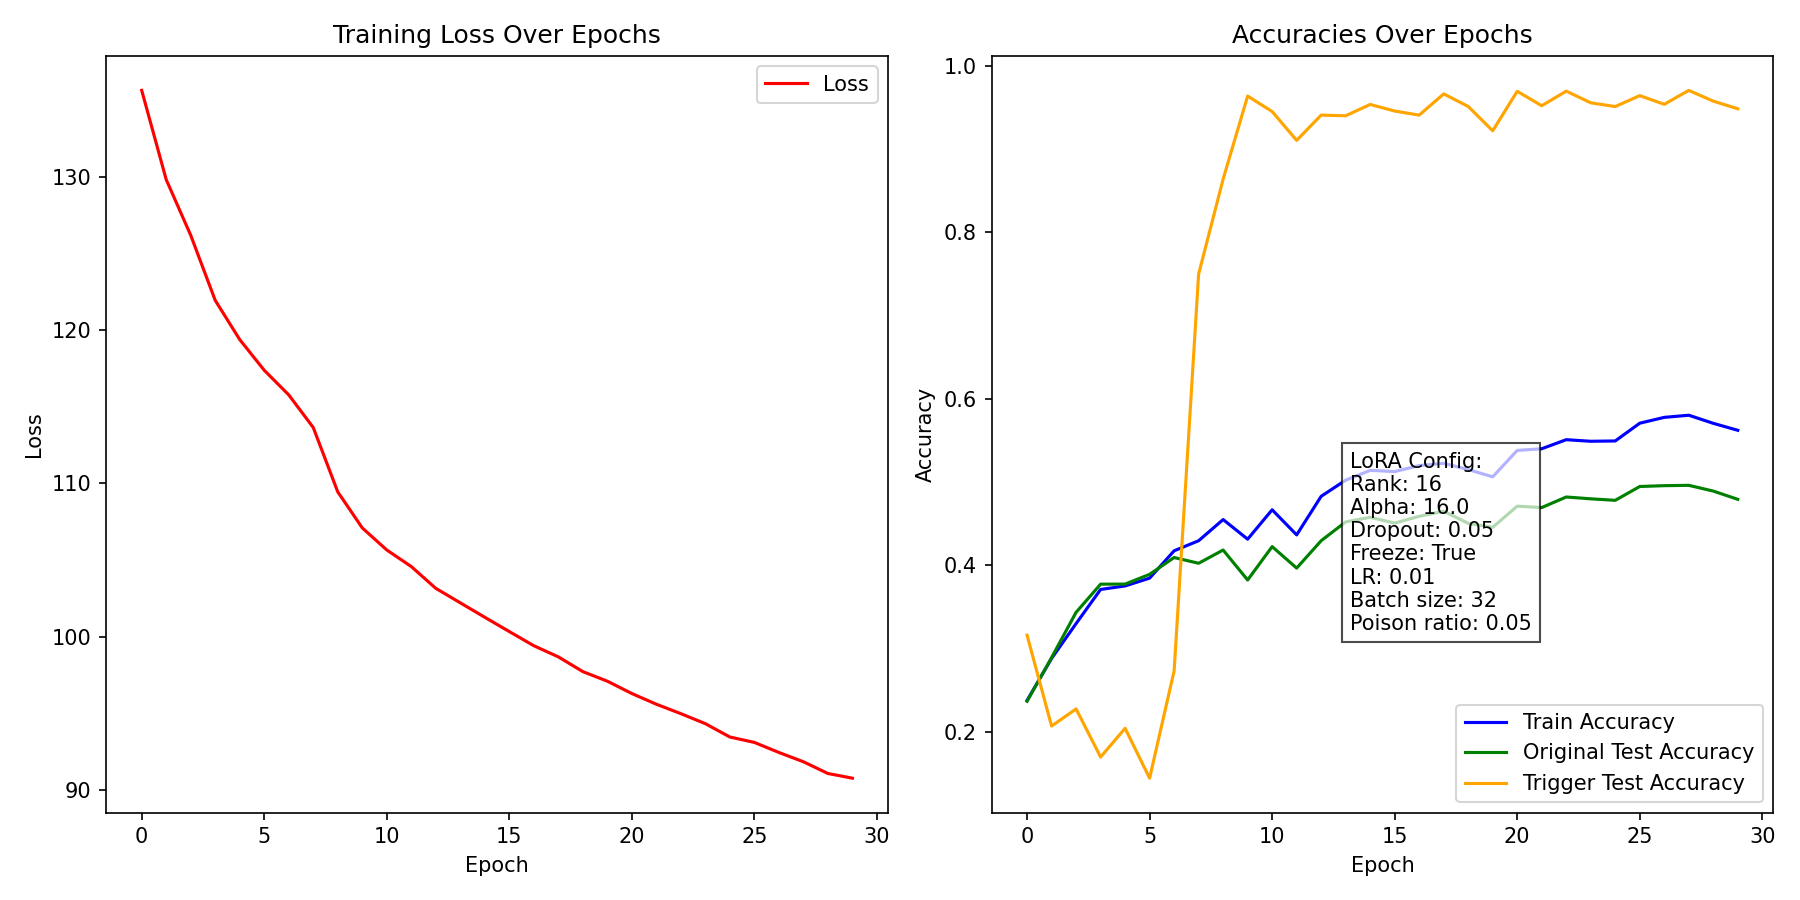 Training Loss Over Epochs
Loss
130
120
110
100
90
Loss
0 5 10 15 20 25 30
Epoch
Accuracies Over Epochs
1.0
0.8
0.6
0.4
0.2
Accuracy
LoRA Config:
Rank: 16
Alpha: 16.0
Dropout: 0.05
Freeze: True
LR: 0.01
Batch size: 32
Poison ratio: 0.05
Train Accuracy
Original Test Accuracy
Trigger Test Accuracy
0 5 10 15 20 25 30
Epoch